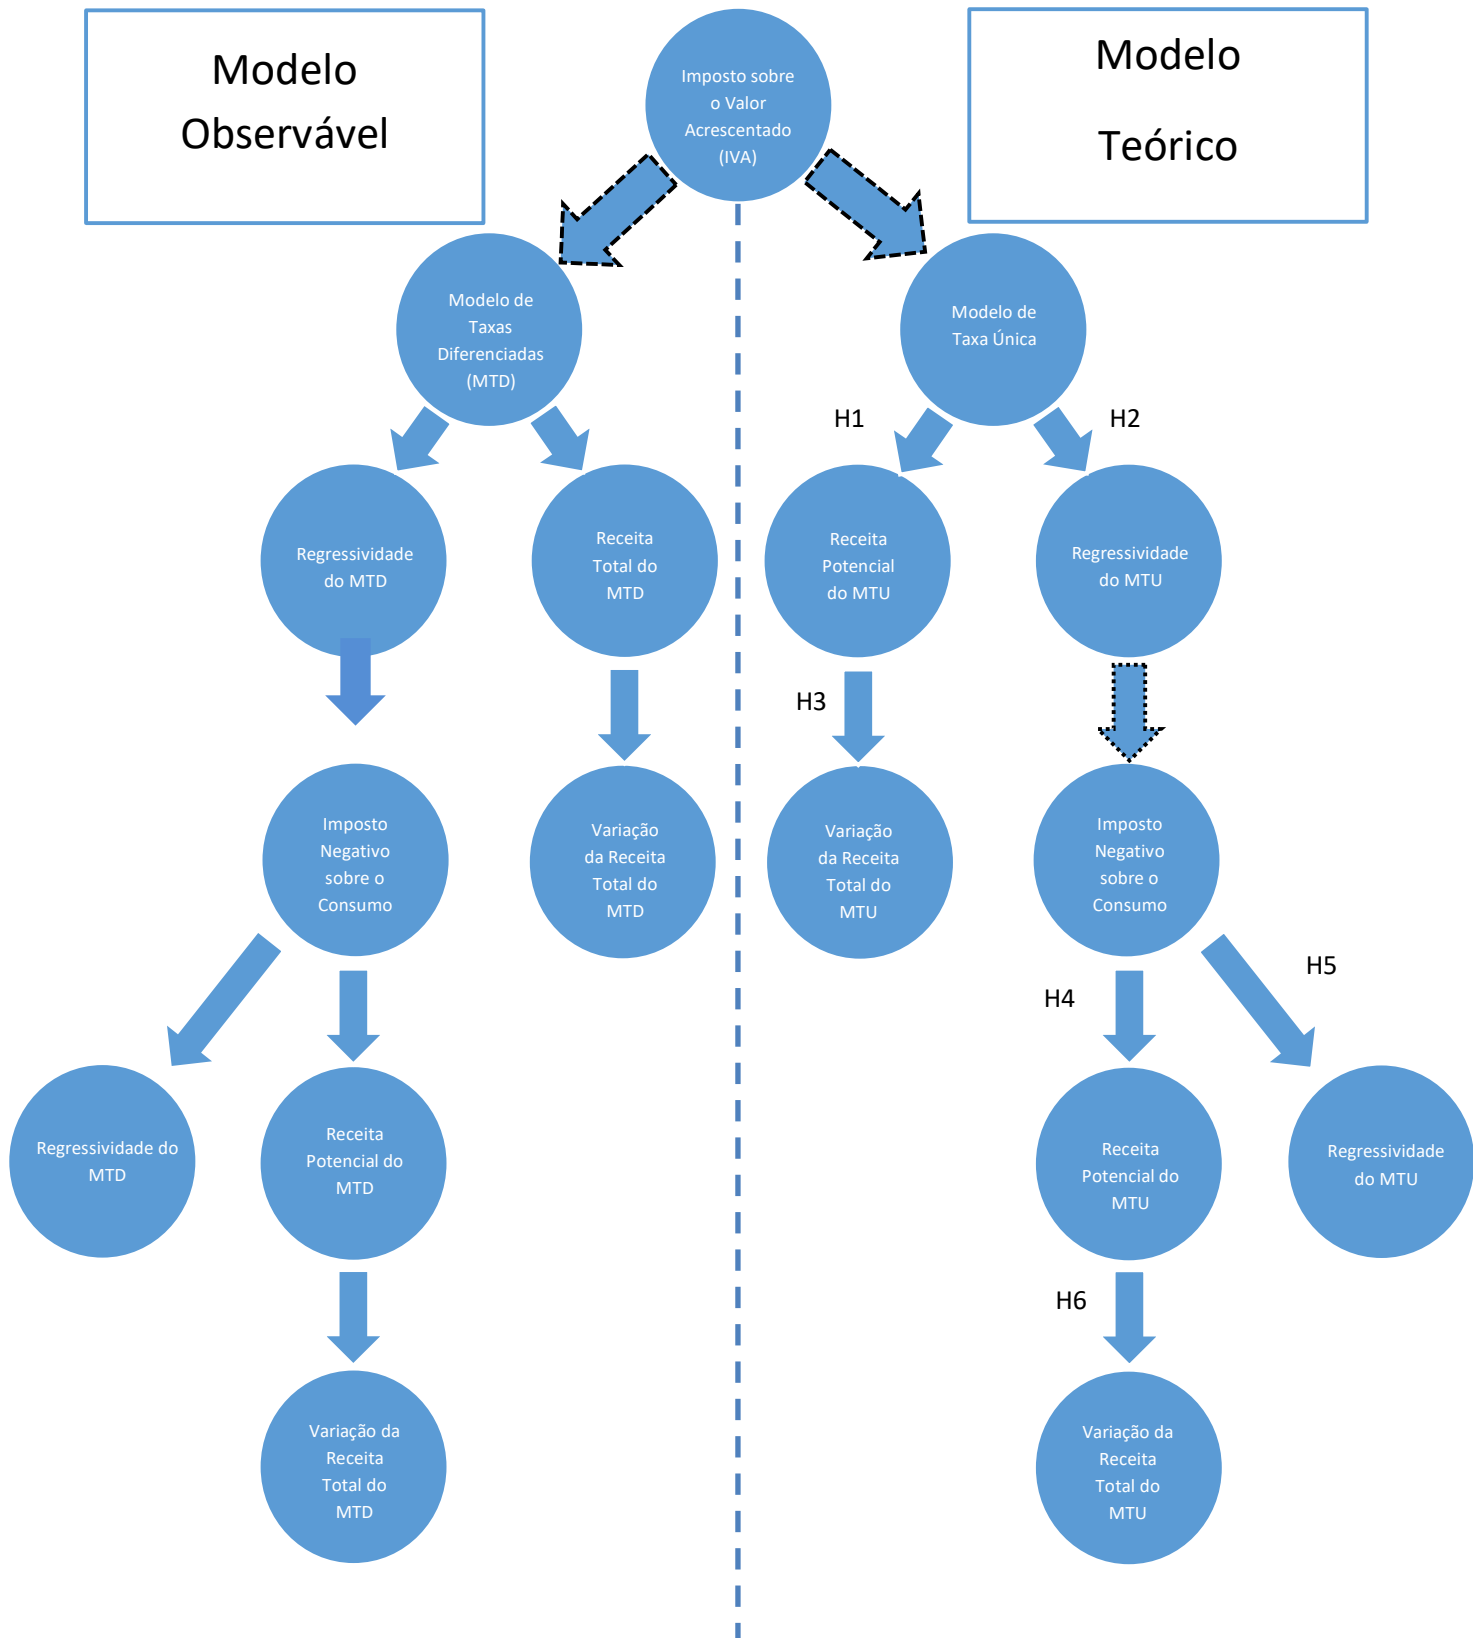 Modelo
Observável
Imposto sobre
o Valor
Acrescentado
(IVA)
Modelo
Teórico
Modelo de
Taxas
Diferenciadas
(MTD)
Modelo de
Taxa Única
H1
H2
Regressividade
do MTD
Receita
Total do
MTD
Receita
Potencial
do MTU
Regressividade
do MTU
H3
Imposto
Negativo
sobre o
Consumo
Variação
da Receita
Total do
MTD
Variação
da Receita
Total do
MTU
Imposto
Negativo
sobre o
Consumo
H4
H5
Regressividade do
MTD
Receita
Potencial do
MTD
Receita
Potencial do
MTU
Regressividade
do MTU
H6
Variação da
Receita
Total do
MTD
Variação da
Receita
Total do
MTU